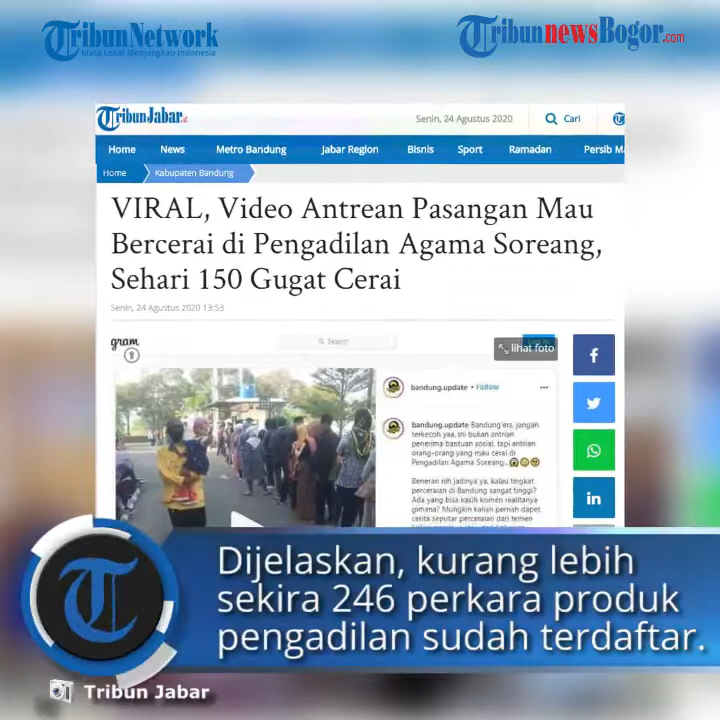 TribunNetwork
Mata Lokal Menjangkau Indonesia
TribunnewsBogor.com
TribunJabar.id
Senin, 24 Agustus 2020
Cari
Home News Metro Bandung Jabar Region Bisnis Sport Ramadan Persib Ma
Home Kabupaten Bandung
VIRAL, Video Antrean Pasangan Mau
Bercerai di Pengadilan Agama Soreang,
Sehari 150 Gugat Cerai
Senin, 24 Agustus 2020 13:53
gram
Search
lihat foto
bandung.update • Follow
bandung.update Bandung'ers, jangan
terkecoh yaa, ini bukan antrian
penerima bantuan sosial, tapi antrian
orang-orang yang mau cerai di
Pengadilan Agama Soreang...
Beneran nih jadinya ya, kalau tingkat
perceraian di Bandung sangat tinggi?
Ada yang bisa kasih komen realitanya
gimana? Mungkin kalian pernah dapet
cerita seputar perceraian dari temen
Dijelaskan, kurang lebih
sekira 246 perkara produk
pengadilan sudah terdaftar.
Tribun Jabar